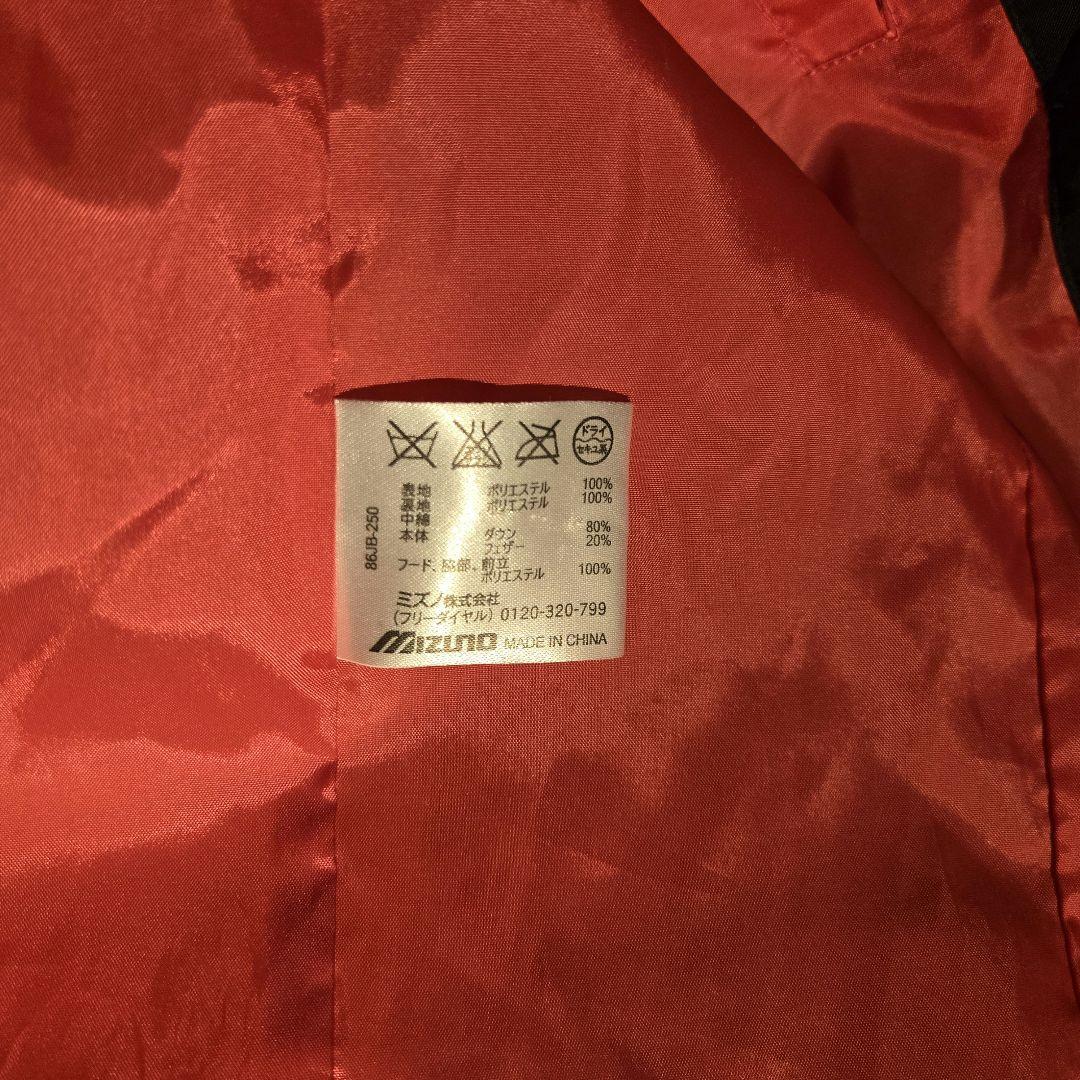 ドライ
セキユ系
表地 ポリエステル 100%
裏地 ポリエステル 100%
中綿
本体 ダウン 80%
フェザー 20%
フード、脇部、前立
ポリエステル 100%
ミズノ株式会社
(フリーダイヤル) 0120-320-799
MIZUNO MADE IN CHINA
86JB-250